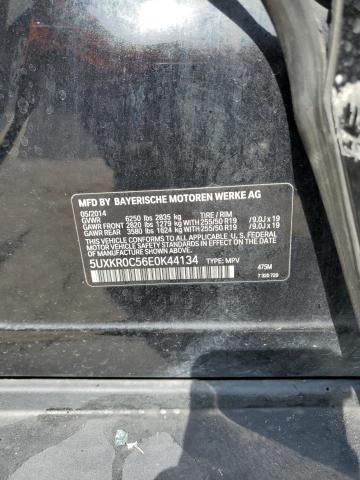 MFD BY BAYERISCHE MOTOREN WERKE AG
05/2014
GVWR 6250 lbs 2835 kg TIRE / RIM
GAWR FRONT 2820 lbs 1279 kg WITH 255/50 R19 /9.0J x 19
GAWR REAR 3580 lbs 1624 kg WITH 255/50 R19 /9.0J x 19
THIS VEHICLE CONFORMS TO ALL APPLICABLE U.S. FEDERAL
MOTOR VEHICLE SAFETY STANDARDS IN EFFECT ON THE DATE
OF MANUFACTURE SHOWN ABOVE.
5UXKR0C56E0K44134 TYPE: MPV 475M